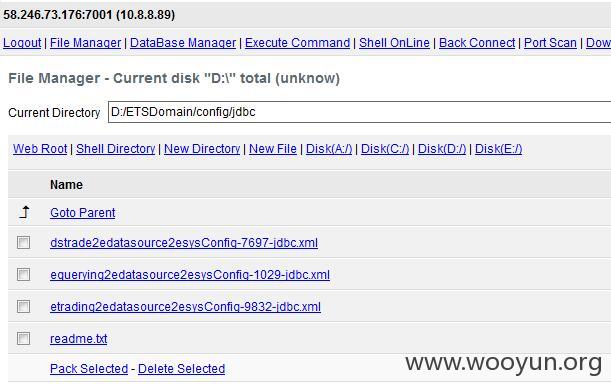 58.246.73.176:7001 (10.8.8.89)
Logout | File Manager | DataBase Manager | Execute Command | Shell OnLine | Back Connect | Port Scan | Dow
File Manager - Current disk "D:\" total (unknow)
Current Directory D:/ETSDomain/config/jdbc
Web Root | Shell Directory | New Directory | New File | Disk(A:/) | Disk(C:/) | Disk(D:/) | Disk(E:/)
Name
Goto Parent
dstrade2edatasource2esysConfig-7697-jdbc.xml
equerying2edatasource2esysConfig-1029-jdbc.xml
etrading2edatasource2esysConfig-9832-jdbc.xml
readme.txt
Pack Selected - Delete Selected
www.wooyun.org